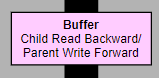 Buffer
Child Read Backward/
Parent Write Forward